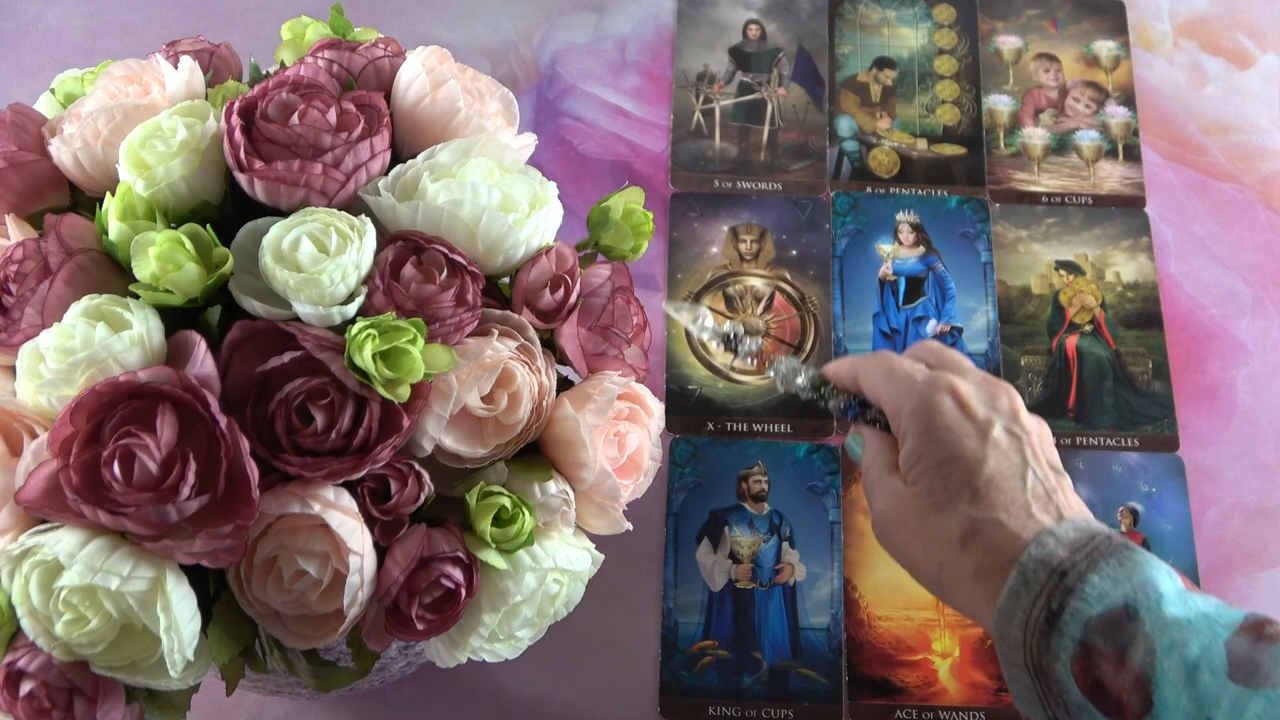 5 OF SWORDS
8 OF PENTACLES
6 OF CUPS
X - THE WHEEL
OF PENTACLES
KING OF CUPS
ACE OF WANDS